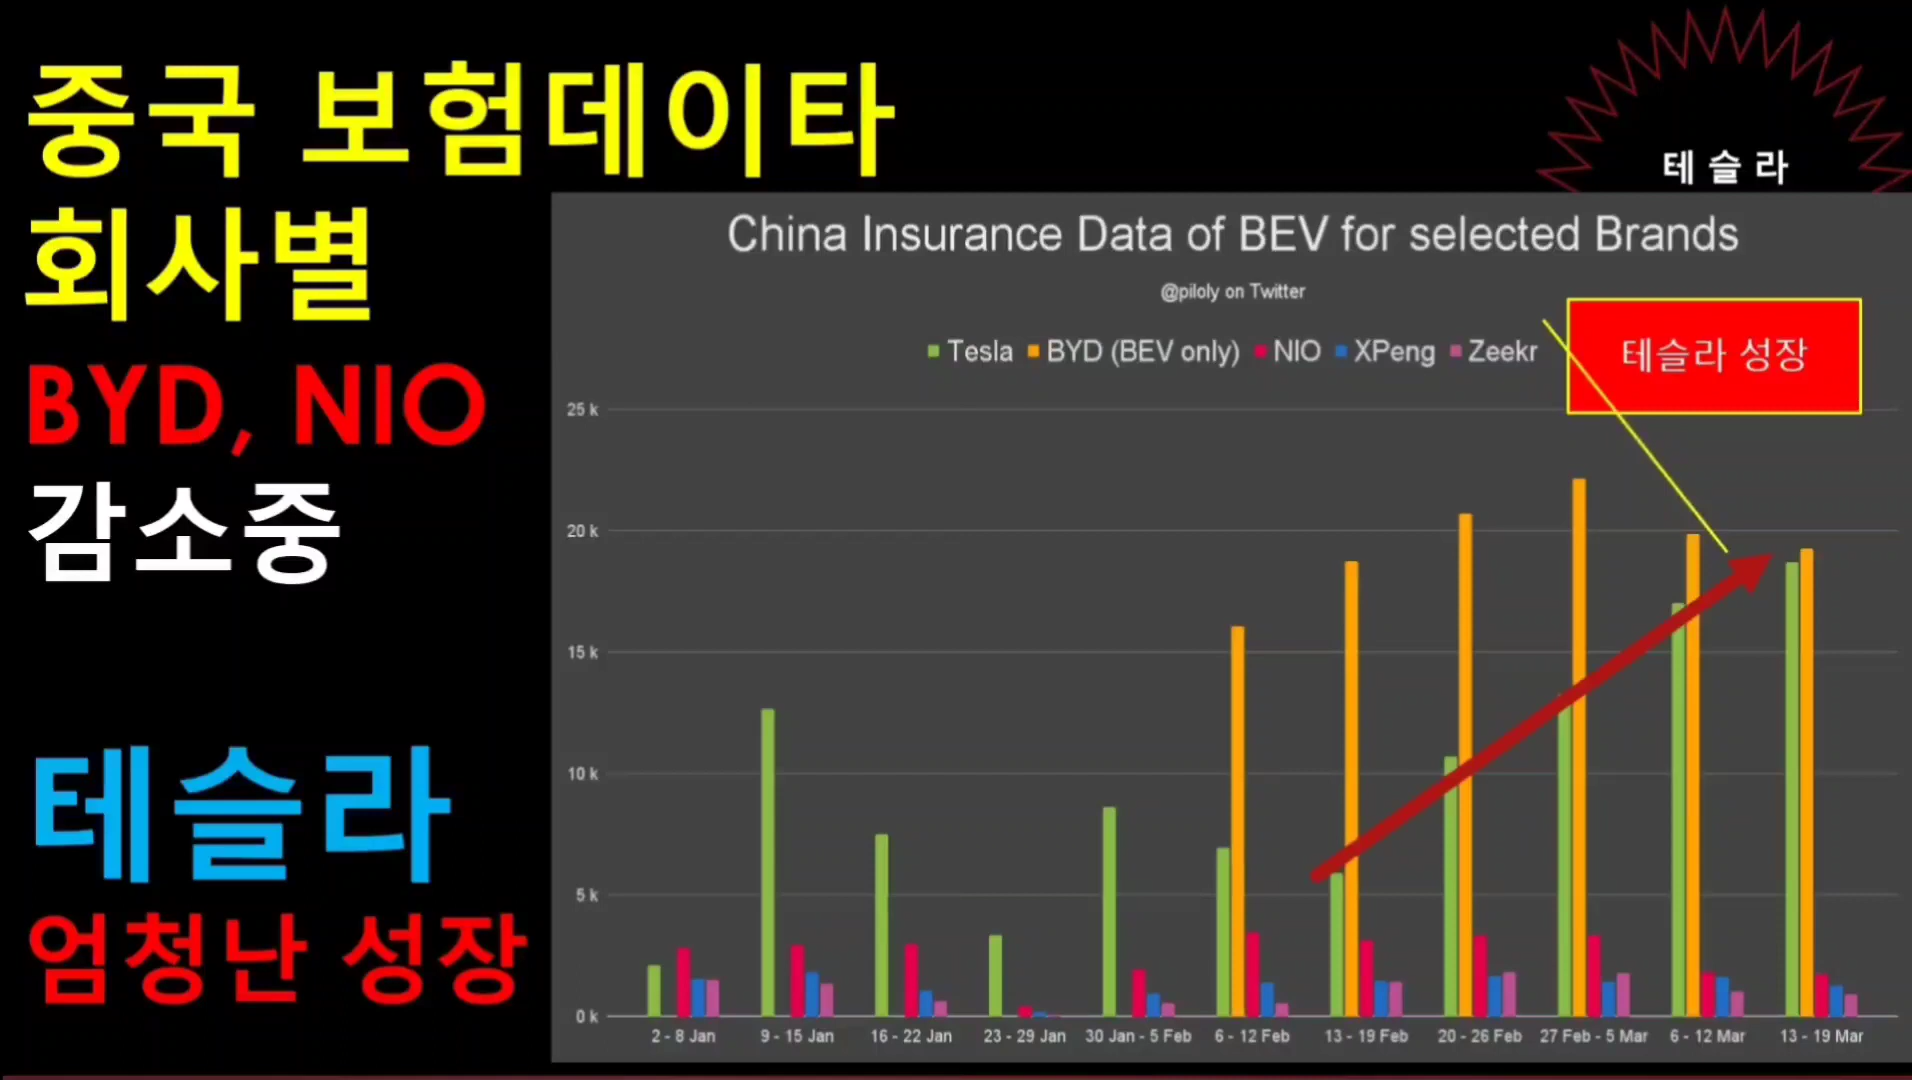 중국 보험데이타
회사별
BYD, NIO
감소중
테슬라
엄청난 성장
테슬라
China Insurance Data of BEV for selected Brands
@piloly on Twitter
Tesla BYD (BEV only) NIO XPeng Zeekr
테슬라 성장
25 k
20 k
15 k
10 k
5 k
0 k
2 - 8 Jan 9 - 15 Jan 16 - 22 Jan 23 - 29 Jan 30 Jan - 5 Feb 6 - 12 Feb 13 - 19 Feb 20 - 26 Feb 27 Feb - 5 Mar 6 - 12 Mar 13 - 19 Mar